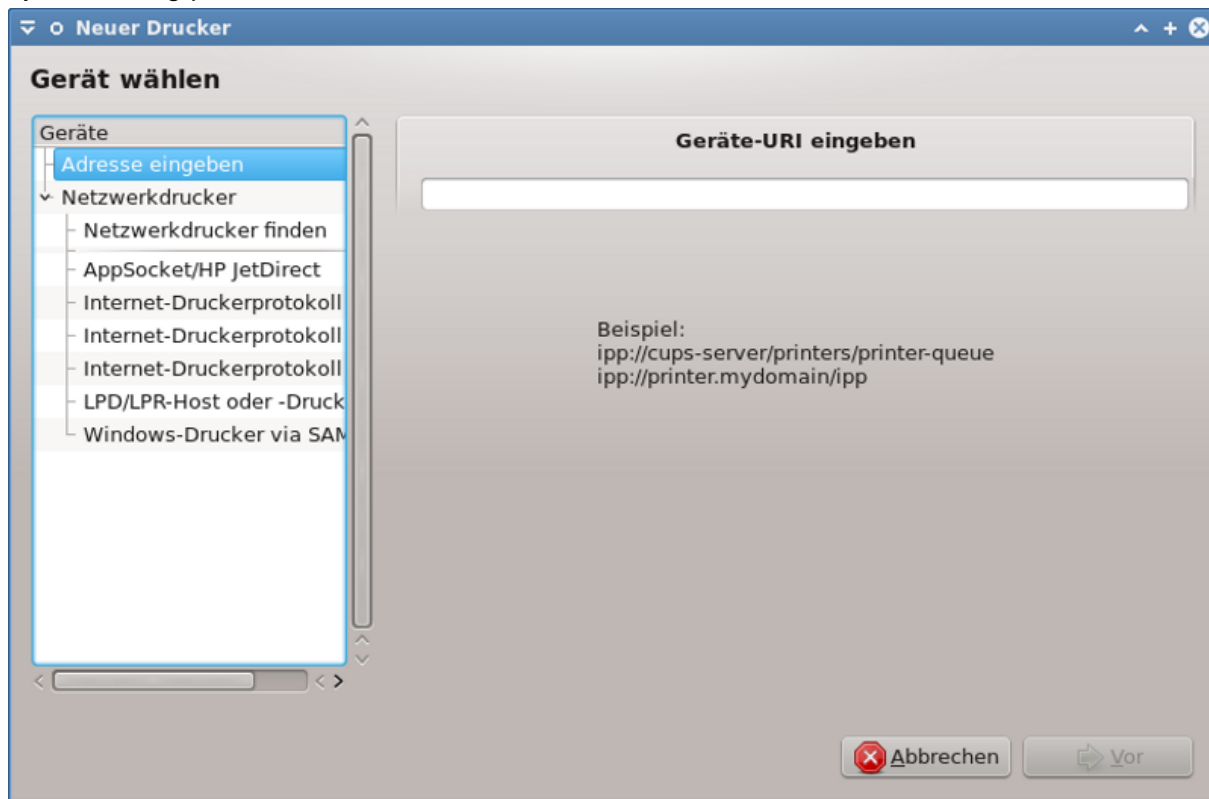 Neuer Drucker
Gerät wählen
Geräte
Adresse eingeben
Netzwerkdrucker
Netzwerkdrucker finden
AppSocket/HP JetDirect
Internet-Druckerprotokoll
Internet-Druckerprotokoll
Internet-Druckerprotokoll
LPD/LPR-Host oder -Druck
Windows-Drucker via SAM
Geräte-URI eingeben
Beispiel:
ipp://cups-server/printers/printer-queue
ipp://printer.mydomain/ipp
Abbrechen
Vor